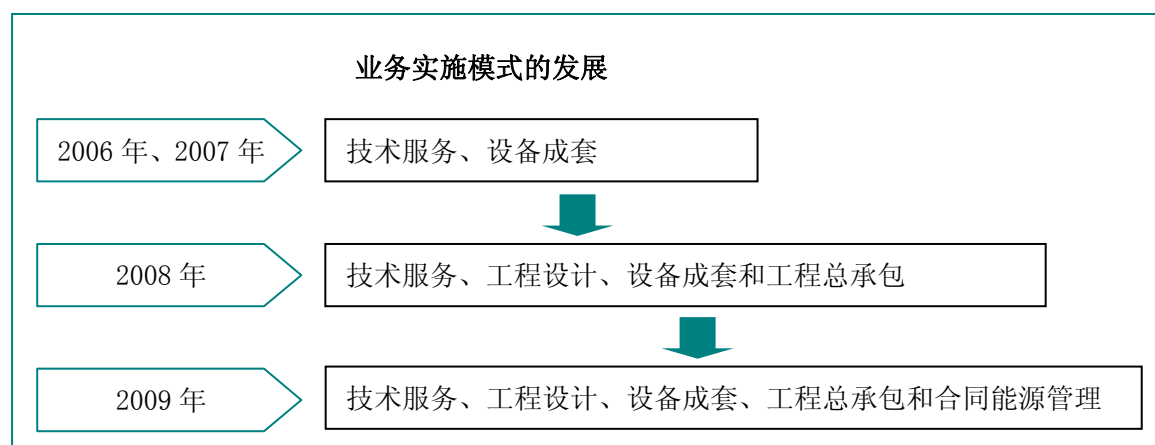 业务实施模式的发展
2006 年、2007 年
技术服务、设备成套
2008 年
技术服务、工程设计、设备成套和工程总承包
2009 年
技术服务、工程设计、设备成套、工程总承包和合同能源管理